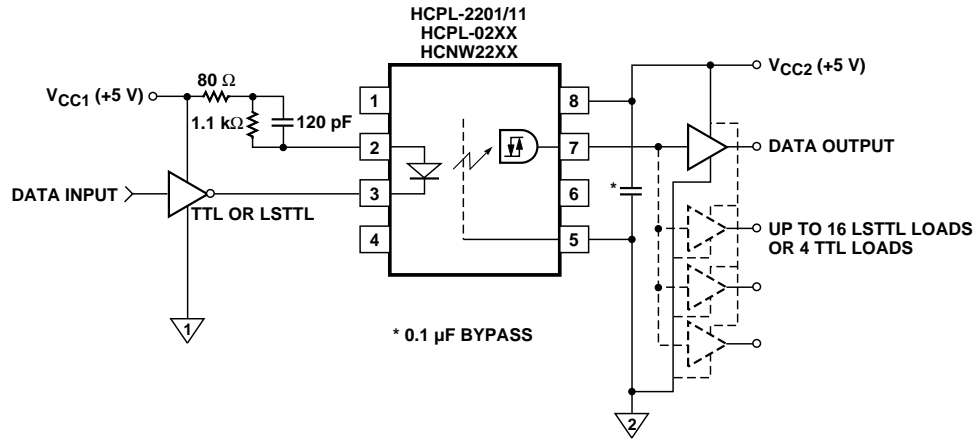 HCPL-2201/11
HCPL-02XX
HCNW22XX
80 Ω
VCC1 (+5 V)
1.1 kΩ
120 pF
1
2
3
4
8
7
6
5
VCC2 (+5 V)
DATA OUTPUT
*
DATA INPUT
TTL OR LSTTL
UP TO 16 LSTTL LOADS
OR 4 TTL LOADS
1
* 0.1 µF BYPASS
2